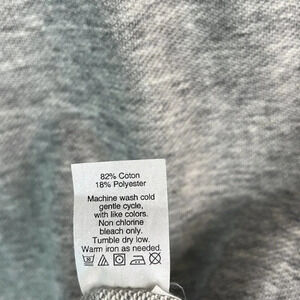 82% Coton
18% Polyester
Machine wash cold
gentle cycle,
with like colors.
Non chlorine
bleach only.
Tumble dry low.
Warm iron as needed.